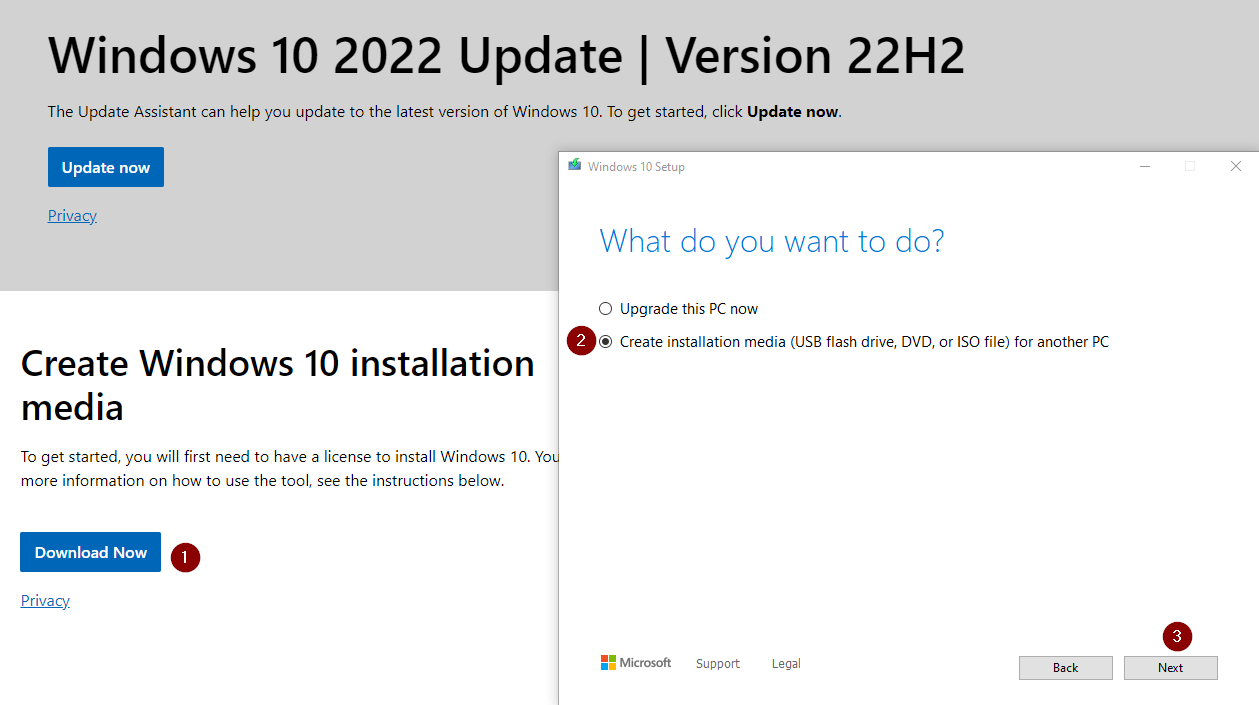 Windows 10 2022 Update | Version 22H2
The Update Assistant can help you update to the latest version of Windows 10. To get started, click Update now.
Update now
Privacy
Create Windows 10 installation
media
To get started, you will first need to have a license to install Windows 10. You
more information on how to use the tool, see the instructions below.
Download Now
1
Privacy
Windows 10 Setup
What do you want to do?
Upgrade this PC now
2
Create installation media (USB flash drive, DVD, or ISO file) for another PC
3
Microsoft
Support
Legal
Back
Next